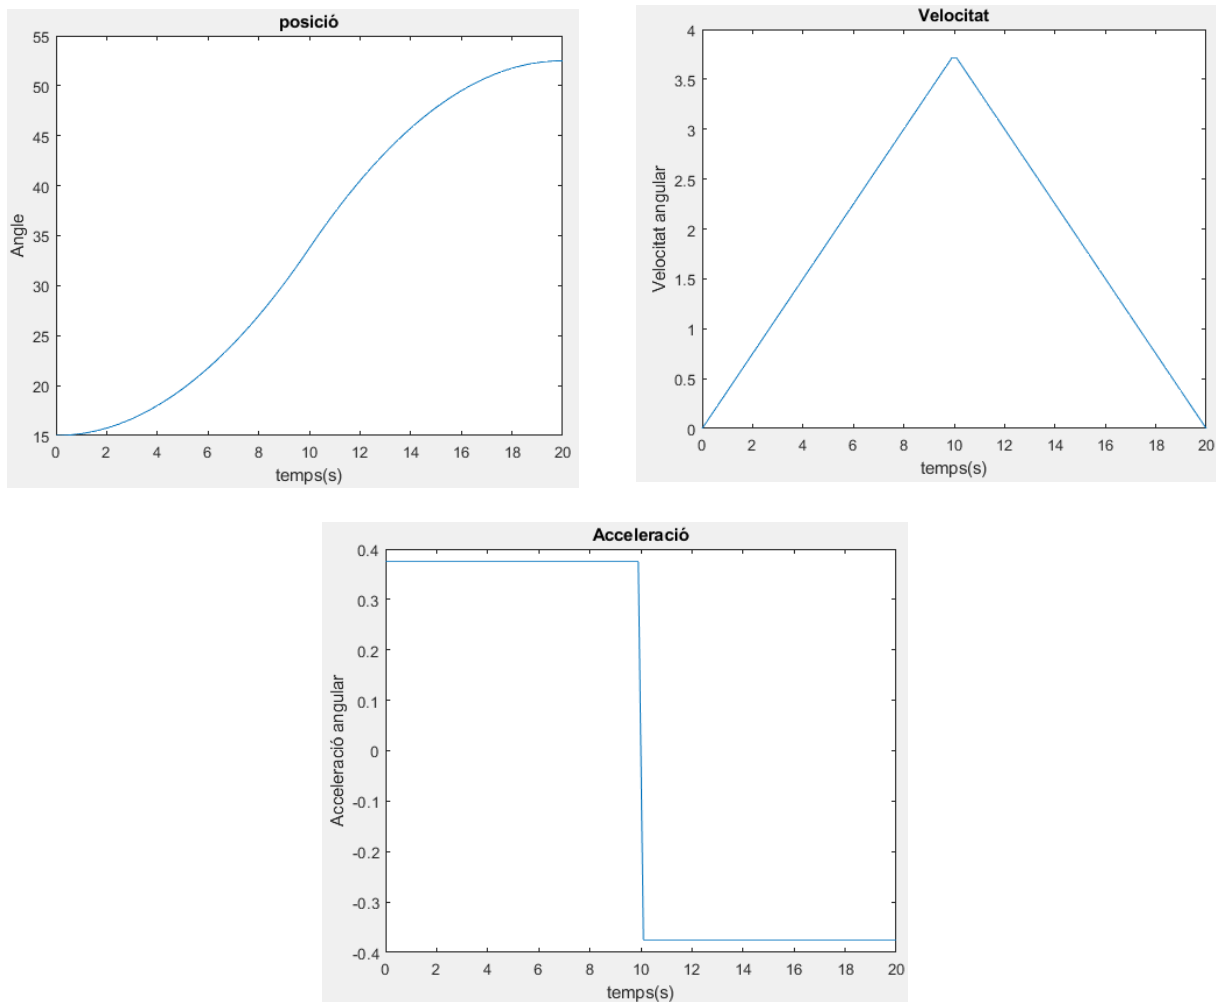 posició
55
50
45
40
35
30
25
20
15
Angle
0 2 4 6 8 10 12 14 16 18 20
temps(s)
Velocitat
4
3.5
3
2.5
2
1.5
1
0.5
0
Velocitat angular
0 2 4 6 8 10 12 14 16 18 20
temps(s)
Acceleració
0.4
0.3
0.2
0.1
0
-0.1
-0.2
-0.3
-0.4
Acceleració angular
0 2 4 6 8 10 12 14 16 18 20
temps(s)